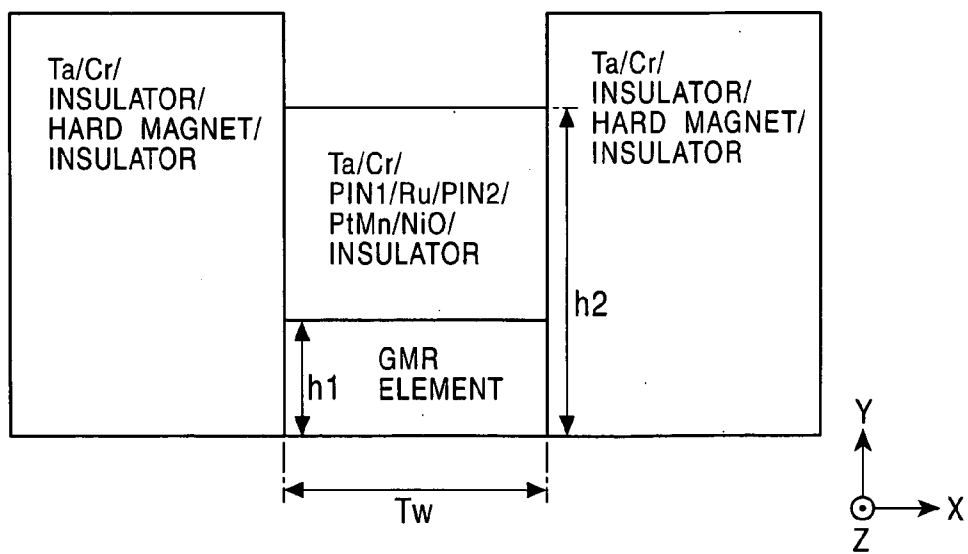 Ta/Cr/
INSULATOR/
HARD MAGNET/
INSULATOR
Ta/Cr/
PIN1/Ru/PIN2/
PtMn/NiO/
INSULATOR
Ta/Cr/
INSULATOR/
HARD MAGNET/
INSULATOR
h2
h1
GMR
ELEMENT
Tw
Y
X
Z